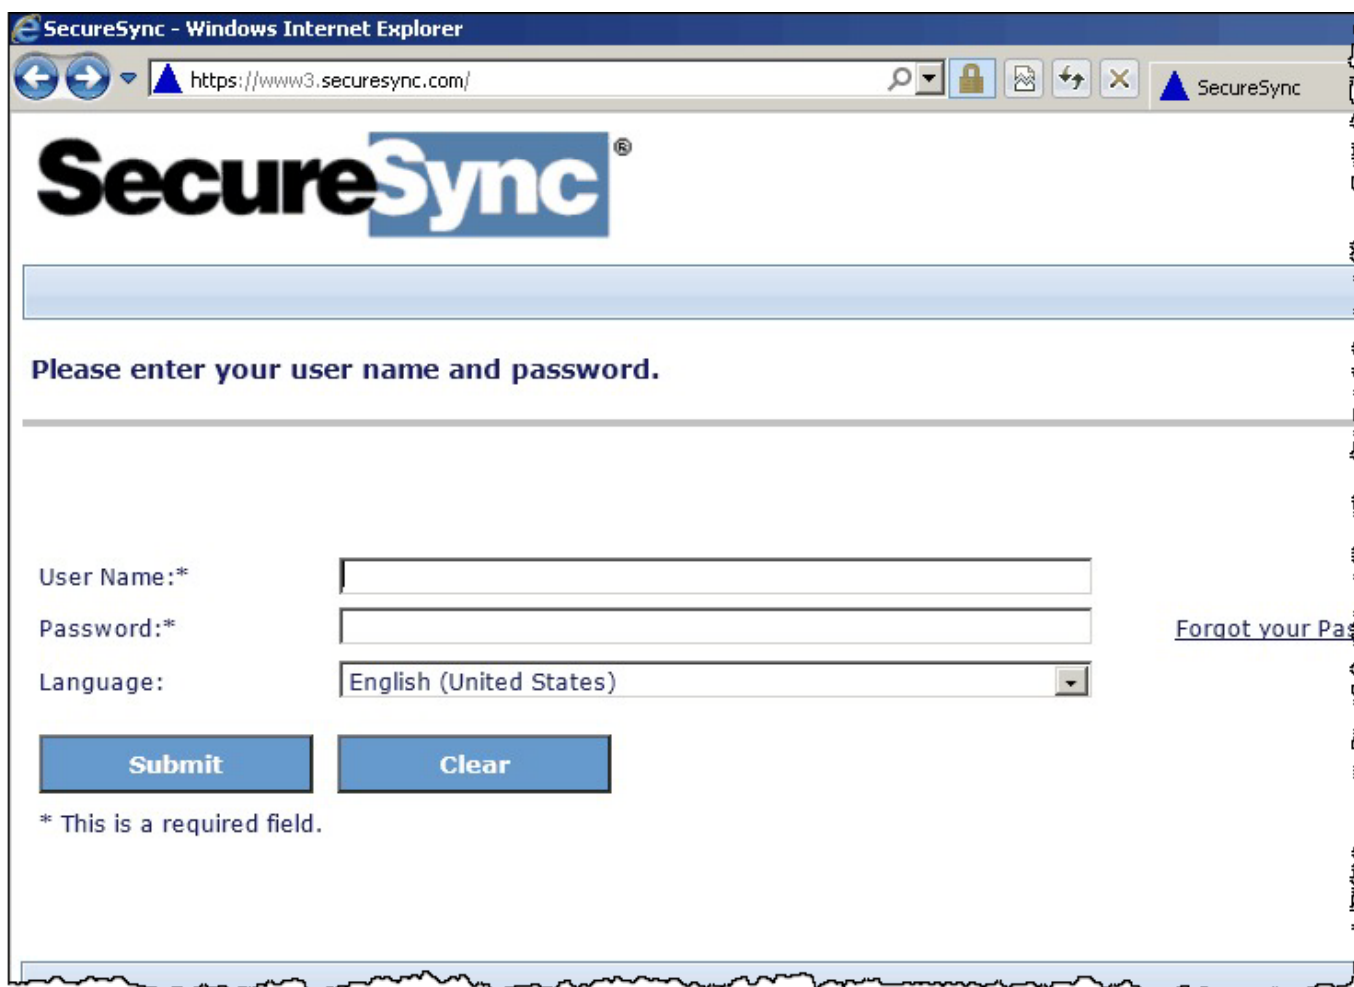 SecureSync - Windows Internet Explorer
https://www3.securesync.com/
SecureSync
SecureSync®
Please enter your user name and password.
User Name:*
Password:*
Forgot your
Language:
English (United States)
Submit
Clear
* This is a required field.